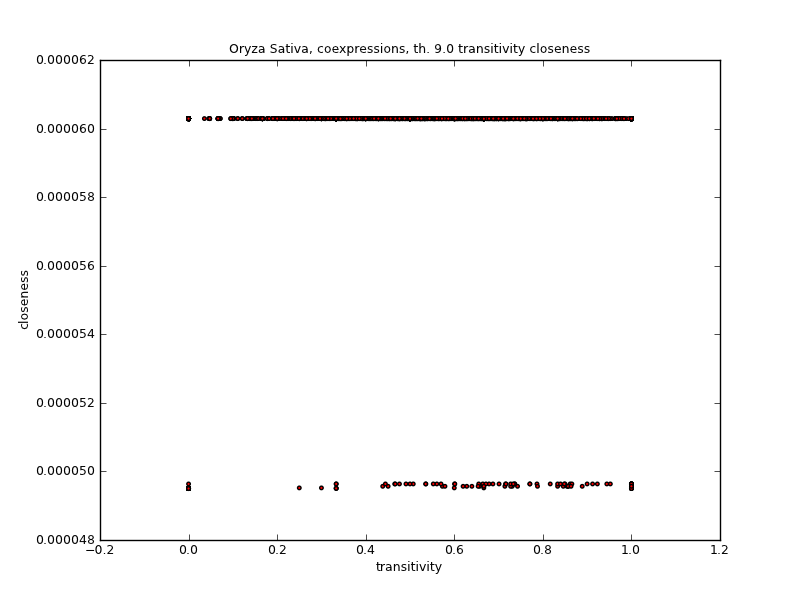 Oryza Sativa, coexpressions, th. 9.0 transitivity closeness
0.000062
0.000060
0.000058
0.000056
0.000054
0.000052
0.000050
0.000048
closeness
−0.2 0.0 0.2 0.4 0.6 0.8 1.0 1.2
transitivity